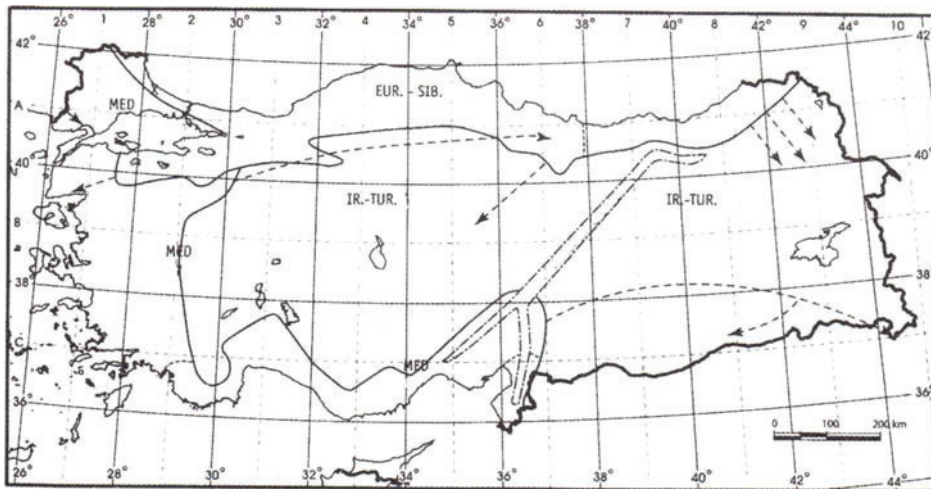 26° 1 28° 2 30° 3 32° 4 34° 5 36° 6 38° 7 40° 8 42° 9 44° 10
42° 42°
EUR. - SIB.
MED
A
40° 40°
IR.-TUR. IR.-TUR.
B
MED
38° 38°
C
MED
36° 36°
0 100 200 km
26° 28° 30° 32° 34° 36° 38° 40° 42° 44°